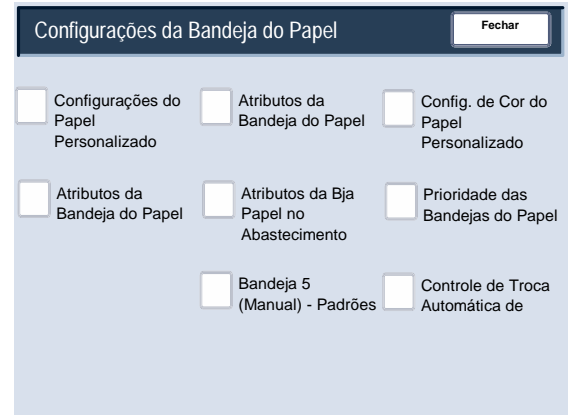 Configurações da Bandeja do Papel
Fechar
Configurações do
Papel
Personalizado
Atributos da
Bandeja do Papel
Config. de Cor do
Papel
Personalizado
Atributos da
Bandeja do Papel
Atributos da Bja
Papel no
Abastecimento
Prioridade das
Bandejas do Papel
Bandeja 5
(Manual) - Padrões
Controle de Troca
Automática de